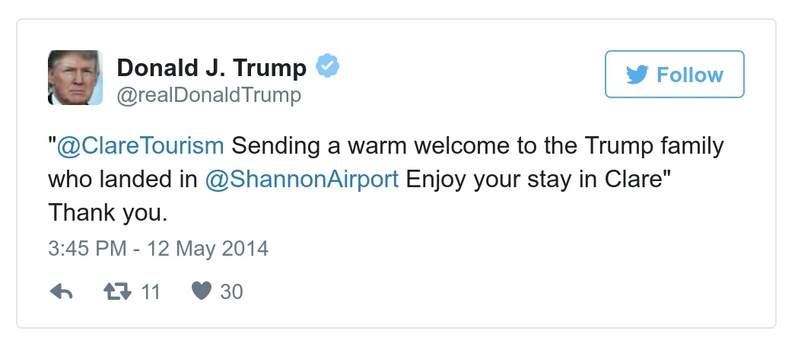 Donald J. Trump
@realDonaldTrump
Follow
"@ClareTourism Sending a warm welcome to the Trump family
who landed in @ShannonAirport Enjoy your stay in Clare"
Thank you.
3:45 PM - 12 May 2014
11
30